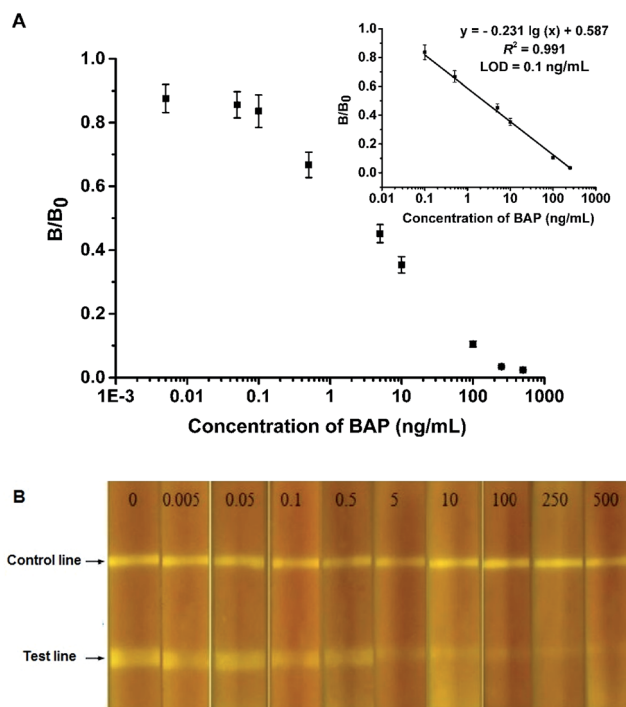 A
y = - 0.231 lg (x) + 0.587
R² = 0.991
LOD = 0.1 ng/mL
B/B0
0.8
0.6
0.4
0.2
0.0
0.01 0.1 1 10 100 1000
Concentration of BAP (ng/mL)
B/B0
1.0
0.8
0.6
0.4
0.2
0.0
1E-3 0.01 0.1 1 10 100 1000
Concentration of BAP (ng/mL)
B
0 0.005 0.05 0.1 0.5 5 10 100 250 500
Control line
Test line